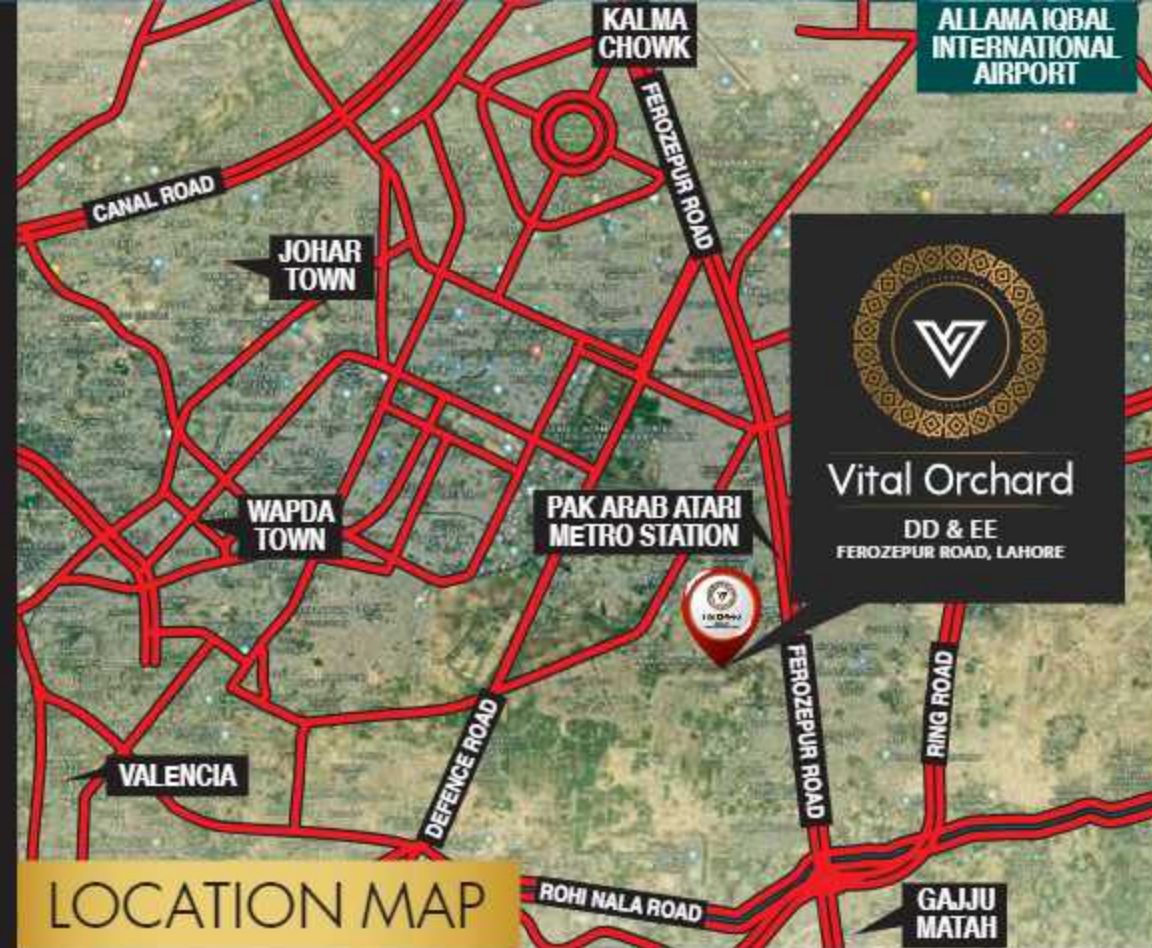 KALMA
CHOWK
ALLAMA IQBAL
INTERNATIONAL
AIRPORT
FEROZEPUR ROAD
CANAL ROAD
JOHAR
TOWN
Vital Orchard
DD & EE
FEROZEPUR ROAD, LAHORE
WAPDA
TOWN
PAK ARAB ATARI
METRO STATION
FEROZEPUR ROAD
RING ROAD
DEFENCE ROAD
VALENCIA
LOCATION MAP
ROHI NALA ROAD
GAJJU
MATAH